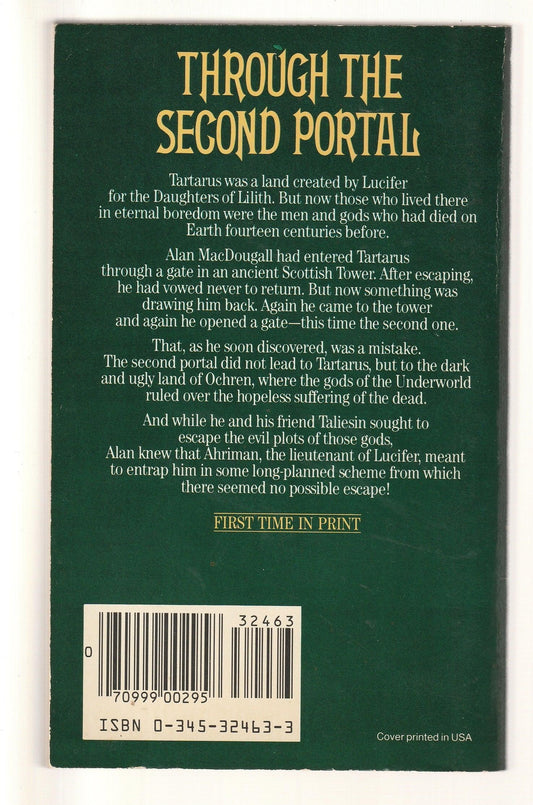 THROUGH THE
SECOND PORTAL
Tartarus was a land created by Lucifer
for the Daughters of Lilith. But now those who lived there
in eternal boredom were the men and gods who had died on
Earth fourteen centuries before.
Alan MacDougall had entered Tartarus
through a gate in an ancient Scottish Tower. After escaping,
he had vowed never to return. But now something was
drawing him back. Again he came to the tower
and again he opened a gate—this time the second one.
That, as he soon discovered, was a mistake.
The second portal did not lead to Tartarus, but to the dark
and ugly land of Ochren, where the gods of the Underworld
ruled over the hopeless suffering of the dead.
And while he and his friend Taliesin sought to
escape the evil plots of those gods,
Alan knew that Ahriman, the lieutenant of Lucifer, meant
to entrap him in some long-planned scheme from which
there seemed no possible escape!
FIRST TIME IN PRINT
32463
0
70999 00295
ISBN 0-345-32463-3
Cover printed in USA